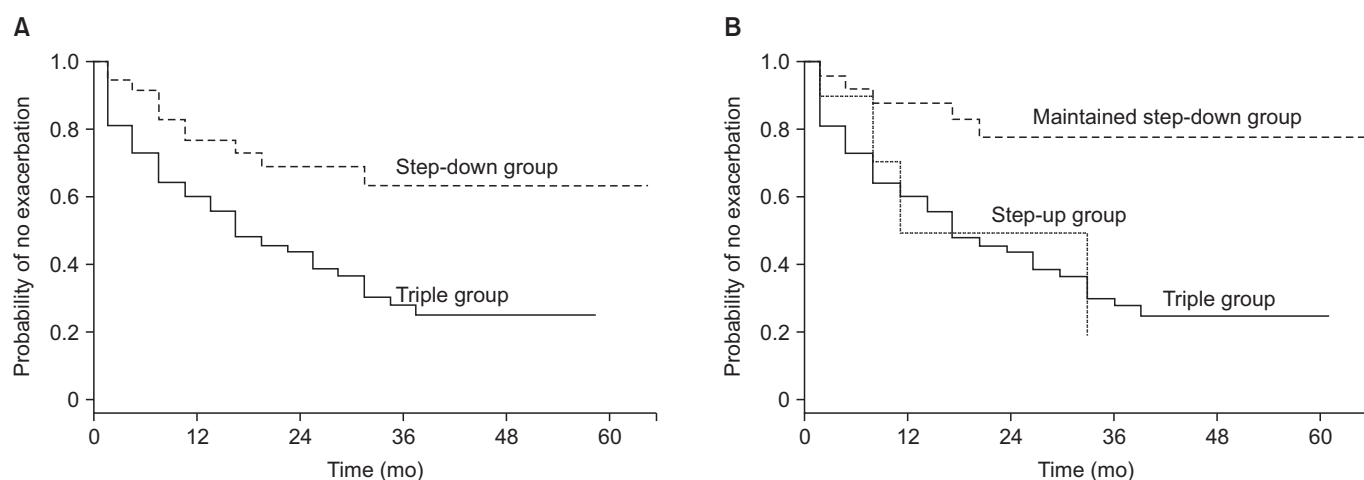 A
Probability of no exacerbation
1.0
0.8
0.6
0.4
0.2
0
Step-down group
Triple group
0 12 24 36 48 60
Time (mo)
B
Probability of no exacerbation
1.0
0.8
0.6
0.4
0.2
0
Maintained step-down group
Step-up group
Triple group
0 12 24 36 48 60
Time (mo)